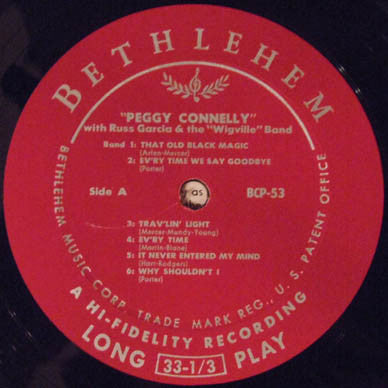 BETHLEHEM
"PEGGY CONNELLY"
with Russ Garcia & the "Wigville" Band
Band 1: THAT OLD BLACK MAGIC
(Arlen-Mercer)
2: EV'RY TIME WE SAY GOODBYE
(Porter)
Side A
as
BCP-53
3: TRAV'LIN' LIGHT
(Mercer-Mundy-Young)
4: EV'RY TIME
(Martin-Blane)
5: IT NEVER ENTERED MY MIND
(Hart-Rodgers)
6: WHY SHOULDN'T I
(Porter)
BETHLEHEM MUSIC CORP. TRADE MARK REG., U. S. PATENT OFFICE
A HI-FIDELITY RECORDING
LONG 33-1/3 PLAY